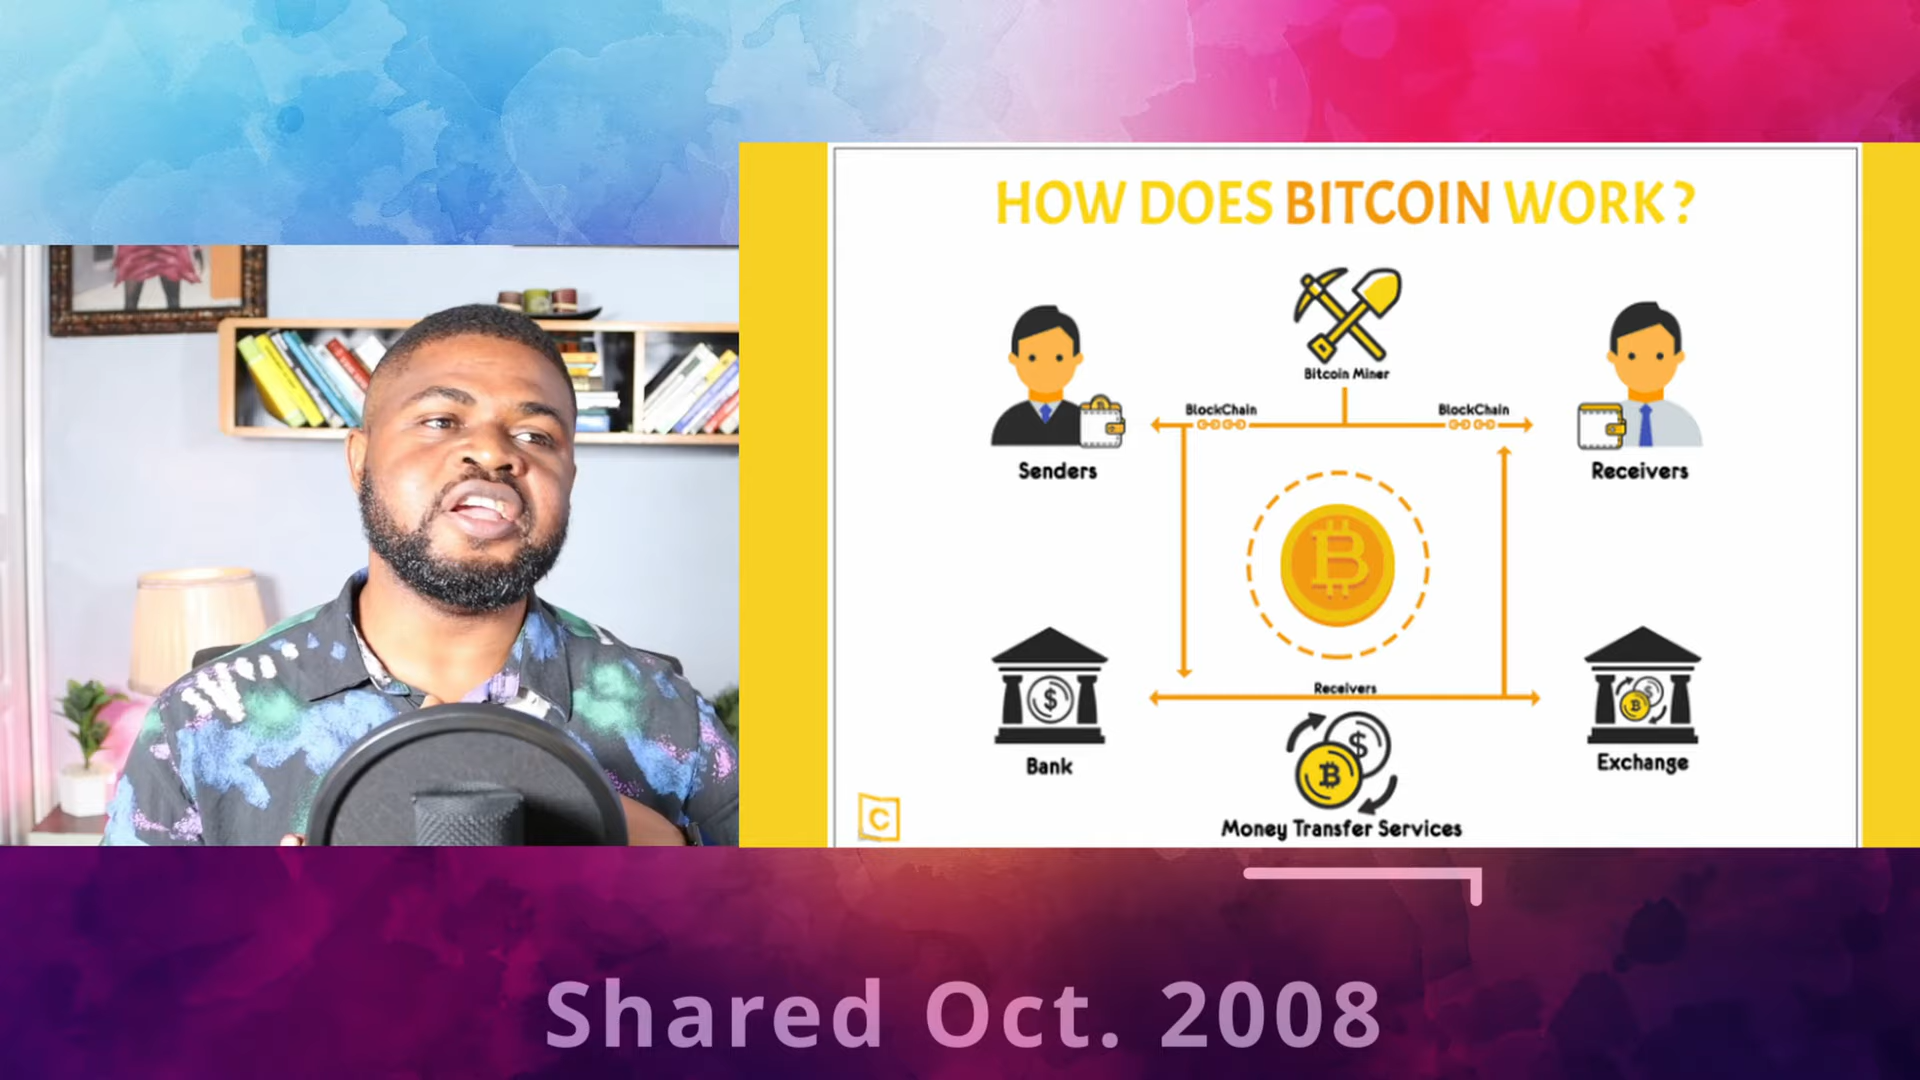 HOW DOES BITCOIN WORK?
Bitcoin Miner
BlockChain
BlockChain
Senders
Receivers
Receivers
Bank
Exchange
Money Transfer Services
C
Shared Oct. 2008